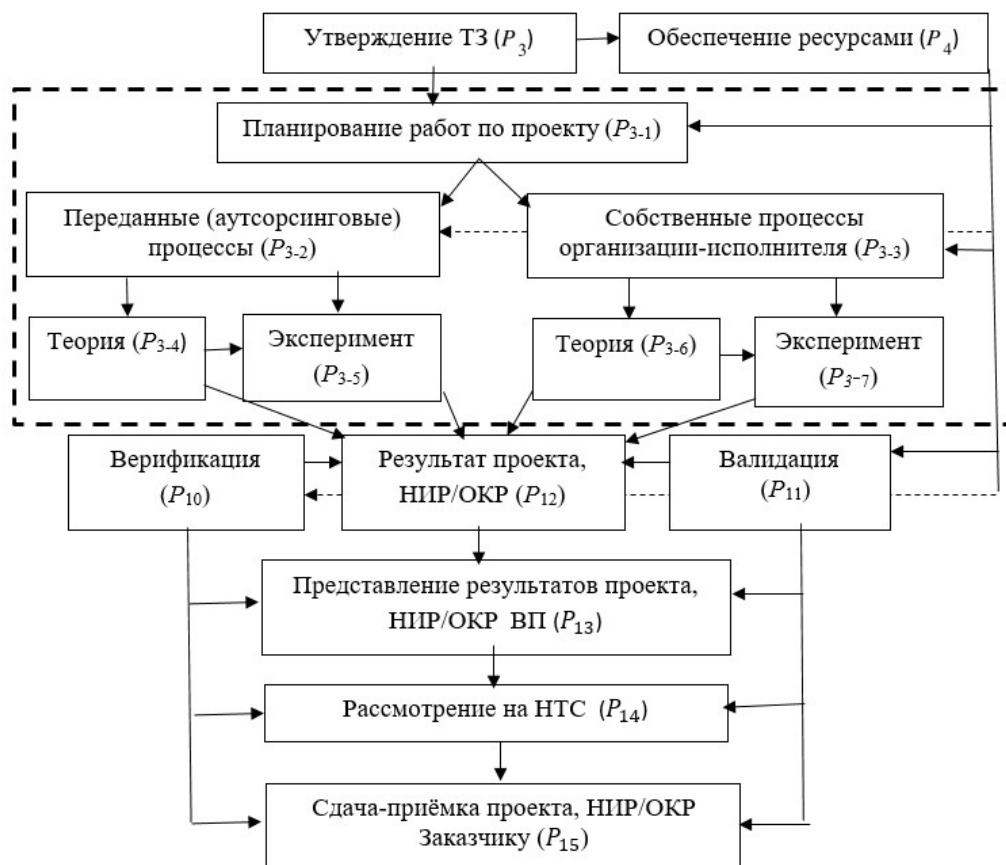 Утверждение ТЗ (P3)
Обеспечение ресурсами (P4)
Планирование работ по проекту (P3-1)
Переданные (аутсорсинговые)
процессы (P3-2)
Собственные процессы
организации-исполнителя (P3-3)
Теория (P3-4)
Эксперимент
(P3-5)
Теория (P3-6)
Эксперимент
(P3-7)
Верификация
(P10)
Результат проекта,
НИР/ОКР (P12)
Валидация
(P11)
Представление результатов проекта,
НИР/ОКР ВП (P13)
Рассмотрение на НТС (P14)
Сдача-приёмка проекта, НИР/ОКР
Заказчику (P15)